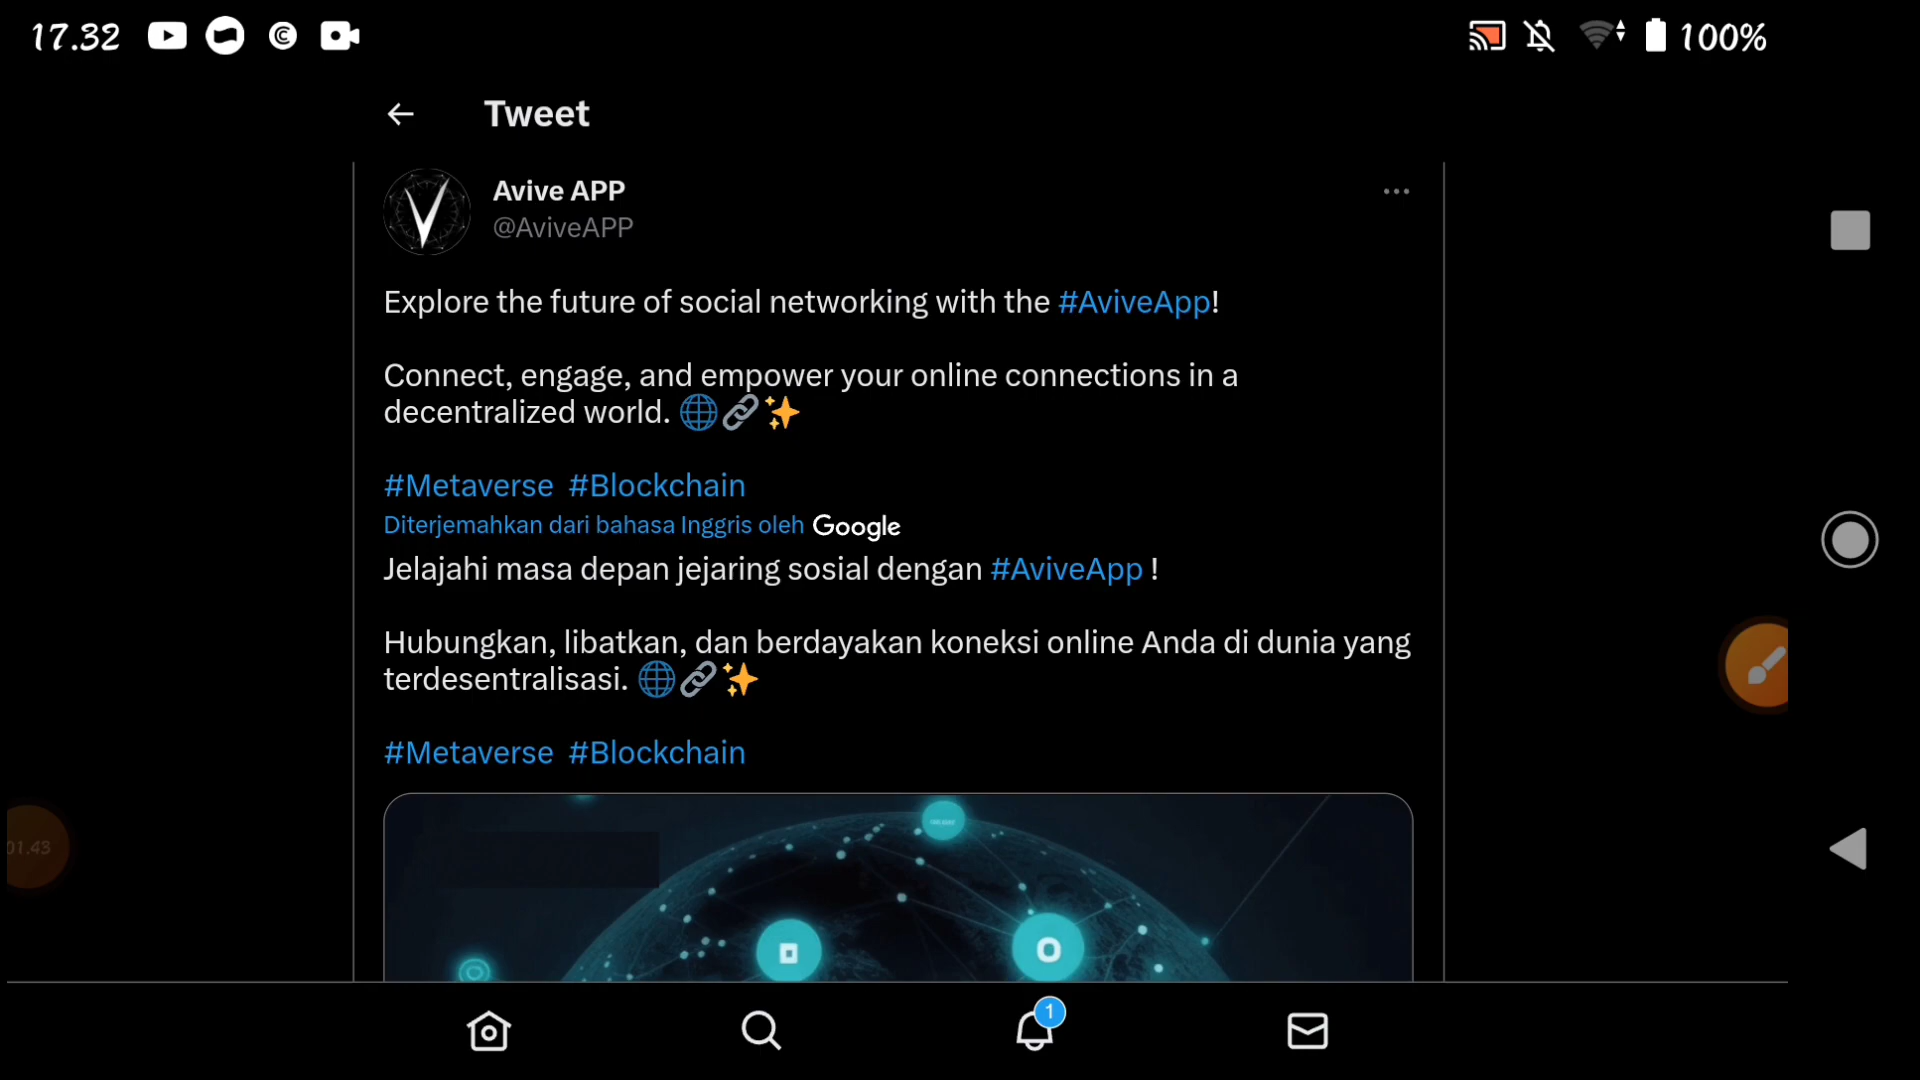 17.32
100%
Tweet
Avive APP
@AviveAPP
Explore the future of social networking with the #AviveApp!
Connect, engage, and empower your online connections in a
decentralized world. 🌐🔗✨
#Metaverse #Blockchain
Diterjemahkan dari bahasa Inggris oleh Google
Jelajahi masa depan jejaring sosial dengan #AviveApp !
Hubungkan, libatkan, dan berdayakan koneksi online Anda di dunia yang
terdesentralisasi. 🌐🔗✨
#Metaverse #Blockchain
01.43
1